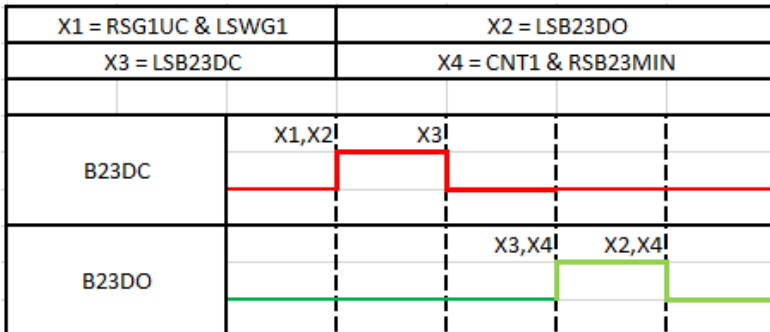 X1 = RSG1UC & LSWG1
X2 = LSB23DO
X3 = LSB23DC
X4 = CNT1 & RSB23MIN
B23DC
X1,X2
X3
B23DO
X3,X4
X2,X4